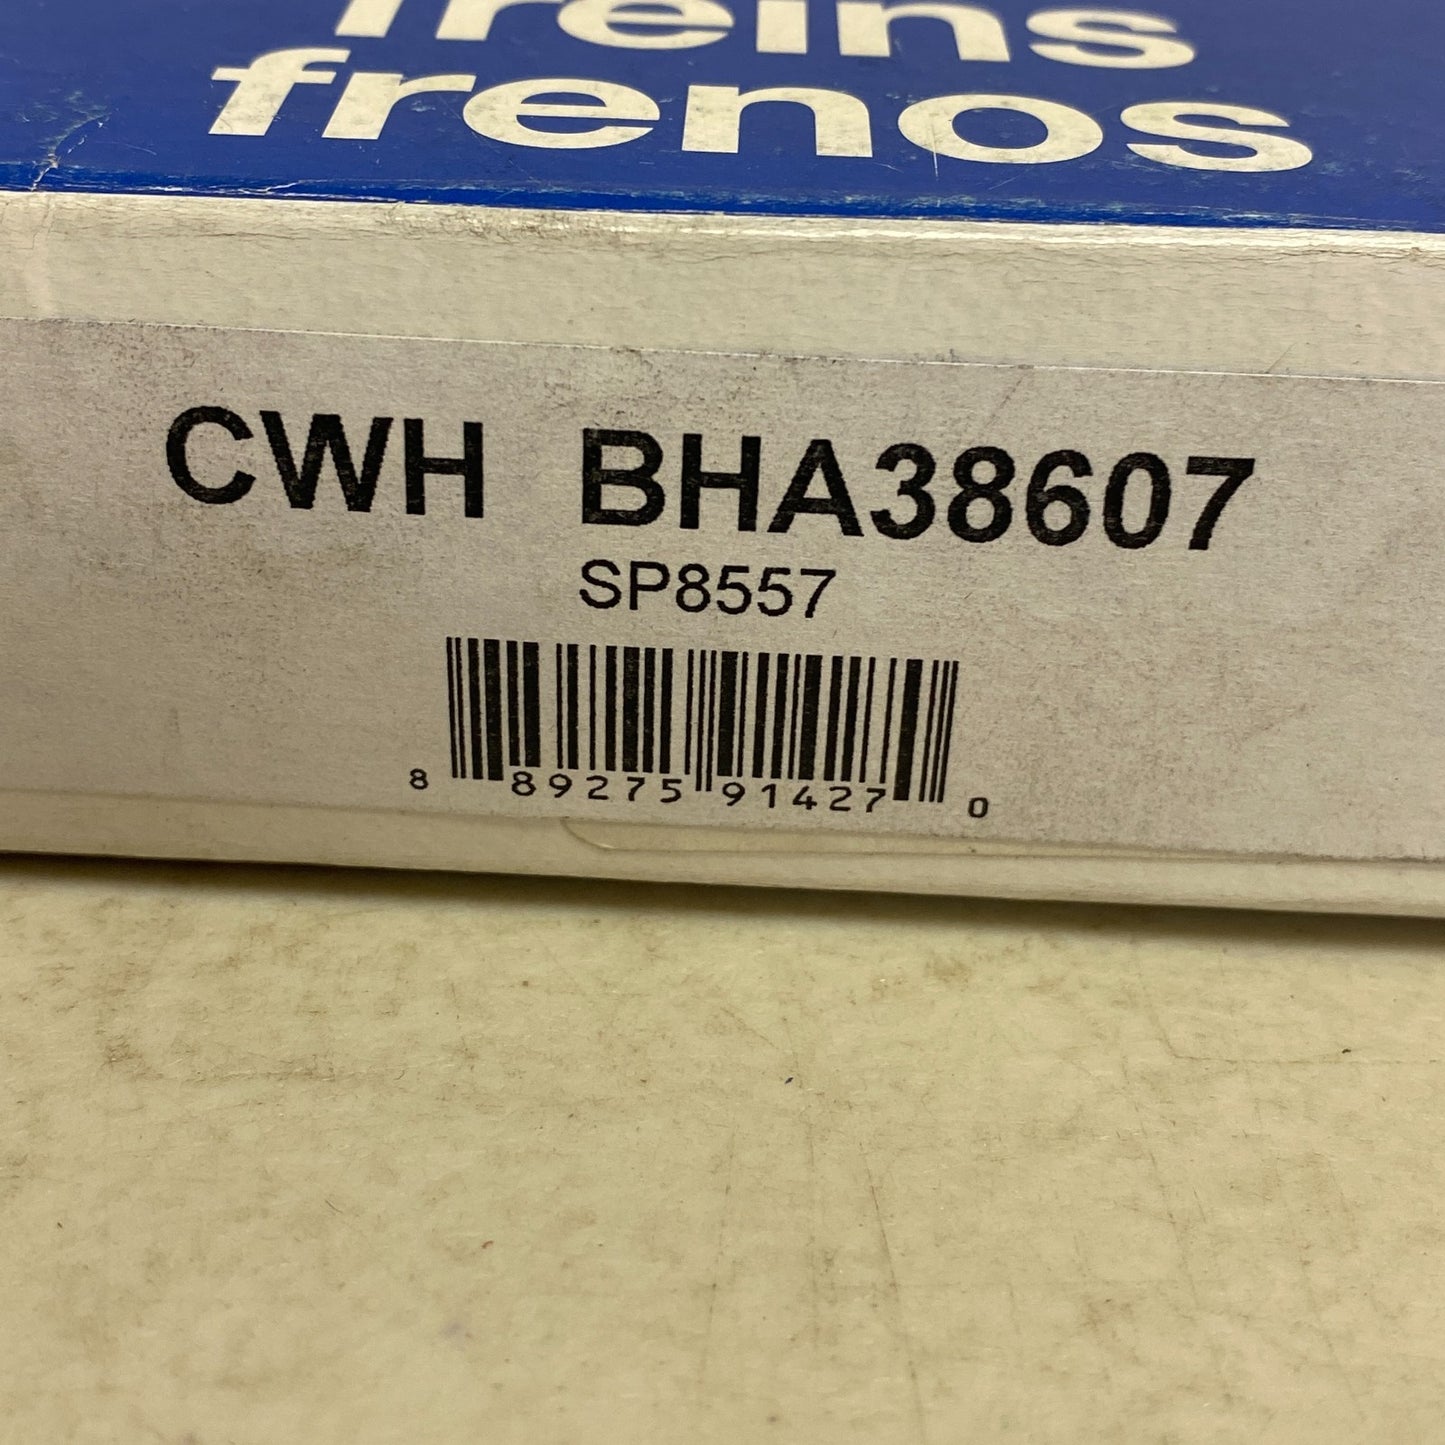 freins
frenos
CWH BHA38607
SP8557
8 89275 91427 0